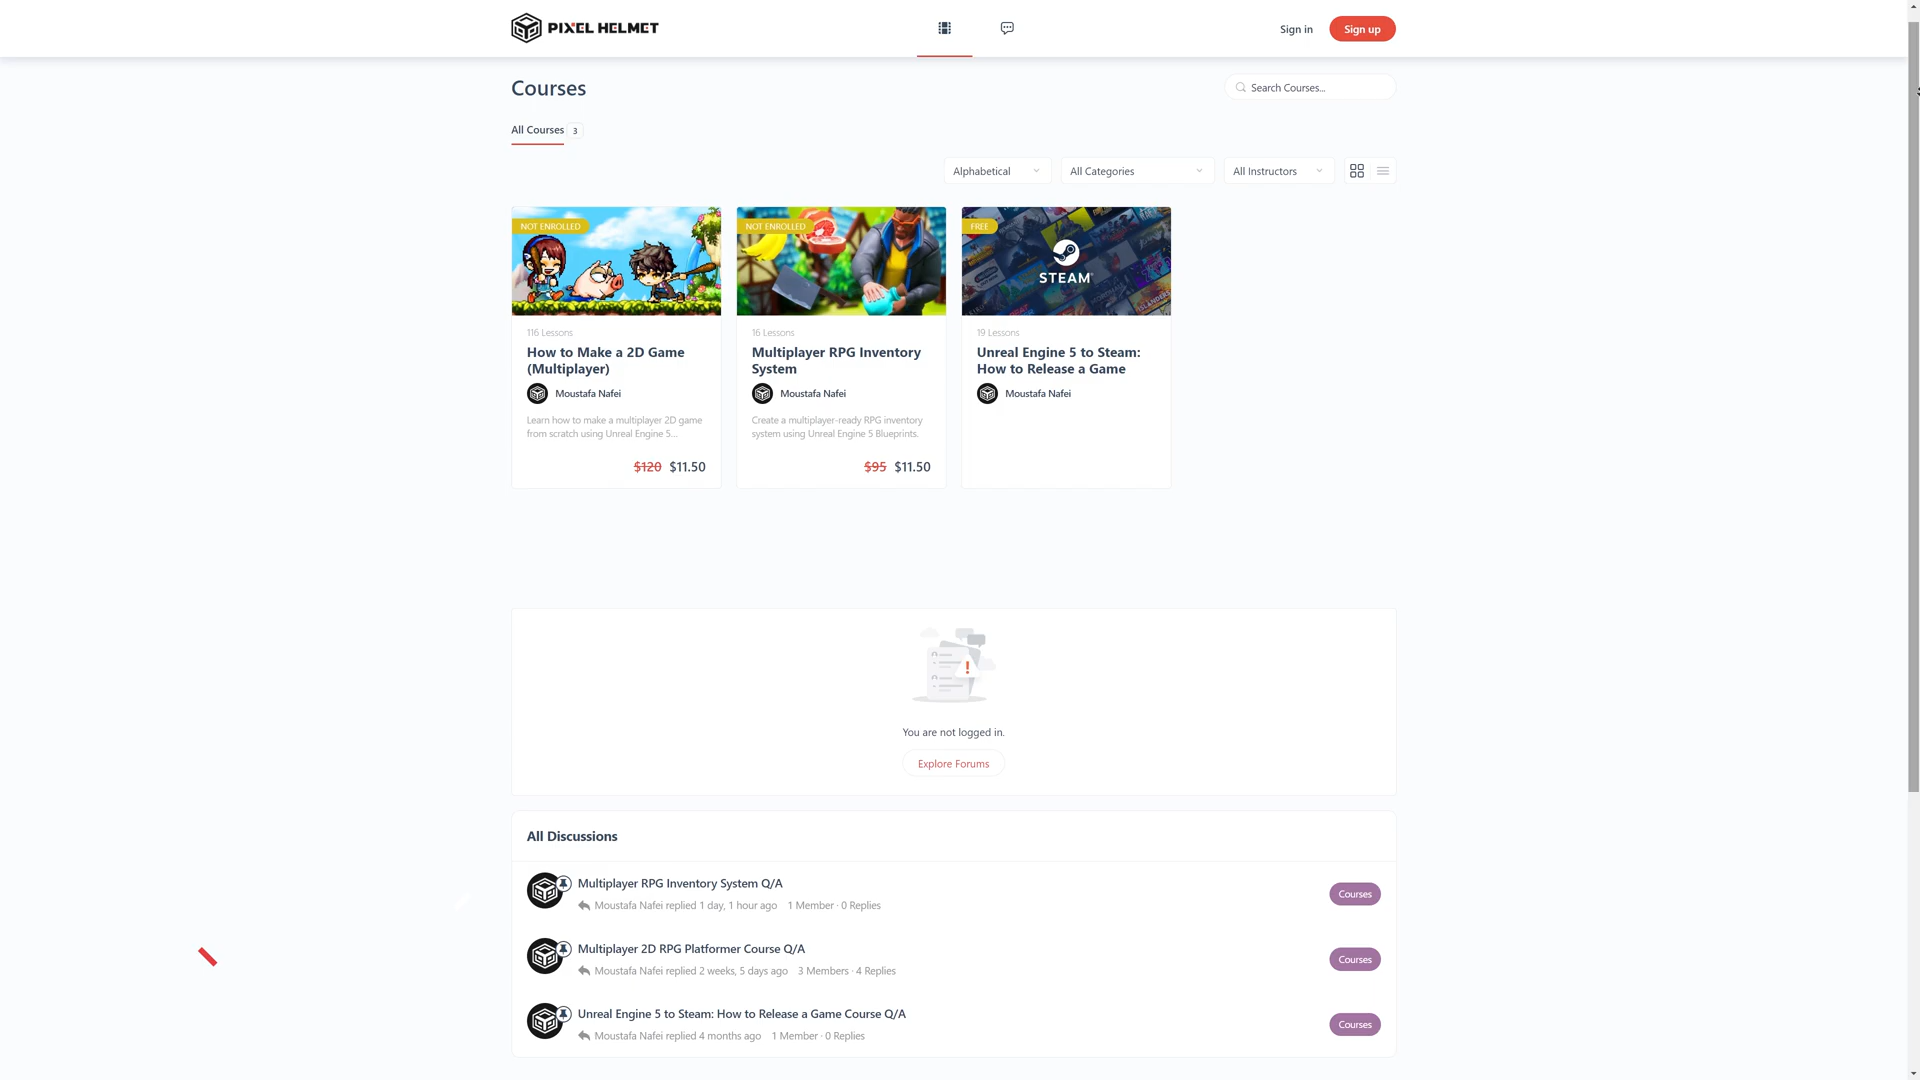 PIXEL HELMET
Sign in
Sign up
Courses
Search Courses...
All Courses 3
Alphabetical
All Categories
All Instructors
NOT ENROLLED
116 Lessons
How to Make a 2D Game
(Multiplayer)
Moustafa Nafei
Learn how to make a multiplayer 2D game
from scratch using Unreal Engine 5...
$120 $11.50
NOT ENROLLED
16 Lessons
Multiplayer RPG Inventory
System
Moustafa Nafei
Create a multiplayer-ready RPG inventory
system using Unreal Engine 5 Blueprints.
$95 $11.50
FREE
STEAM
19 Lessons
Unreal Engine 5 to Steam:
How to Release a Game
Moustafa Nafei
You are not logged in.
Explore Forums
All Discussions
Multiplayer RPG Inventory System Q/A
Moustafa Nafei replied 1 day, 1 hour ago 1 Member · 0 Replies
Courses
Multiplayer 2D RPG Platformer Course Q/A
Moustafa Nafei replied 2 weeks, 5 days ago 3 Members · 4 Replies
Courses
Unreal Engine 5 to Steam: How to Release a Game Course Q/A
Moustafa Nafei replied 4 months ago 1 Member · 0 Replies
Courses